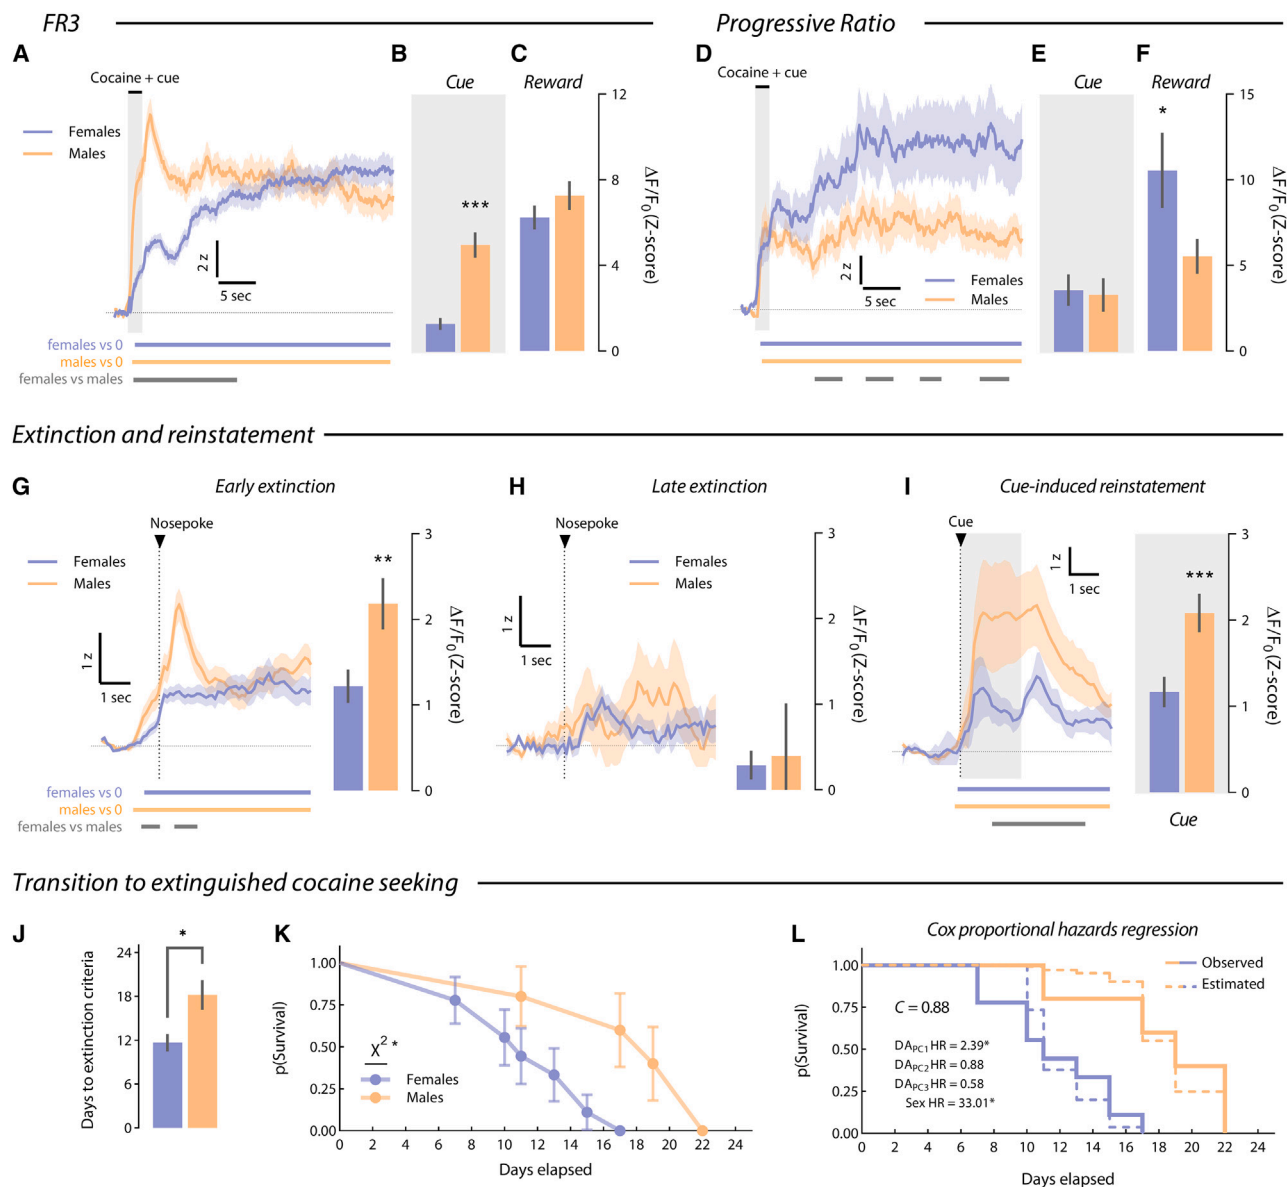 FR3
Progressive Ratio
A
B
C
D
E
F
Cocaine + cue
Cue
Reward
Females
Males
12
8
4
0
ΔF/F0 (Z-score)
***
2 z
5 sec
females vs 0
males vs 0
females vs males
Cocaine + cue
Cue
Reward
*
15
10
5
0
ΔF/F0 (Z-score)
2 z
5 sec
Females
Males
Extinction and reinstatement
G
Early extinction
H
Late extinction
I
Cue-induced reinstatement
Nosepoke
Females
Males
1 z
1 sec
**
3
2
1
0
ΔF/F0 (Z-score)
females vs 0
males vs 0
females vs males
Nosepoke
Females
Males
1 z
1 sec
3
2
1
0
ΔF/F0 (Z-score)
Cue
1 z
1 sec
***
3
2
1
0
ΔF/F0 (Z-score)
Cue
Transition to extinguished cocaine seeking
J
K
L
Cox proportional hazards regression
Days to extinction criteria
24
18
12
6
0
*
p(Survival)
1.00
0.75
0.50
0.25
0.00
χ2 *
Females
Males
0 2 4 6 8 10 12 14 16 18 20 22 24
Days elapsed
p(Survival)
1.00
0.75
0.50
0.25
0.00
Observed
Estimated
C = 0.88
DAPC1 HR = 2.39*
DAPC2 HR = 0.88
DAPC3 HR = 0.58
Sex HR = 33.01*
0 2 4 6 8 10 12 14 16 18 20 22 24
Days elapsed